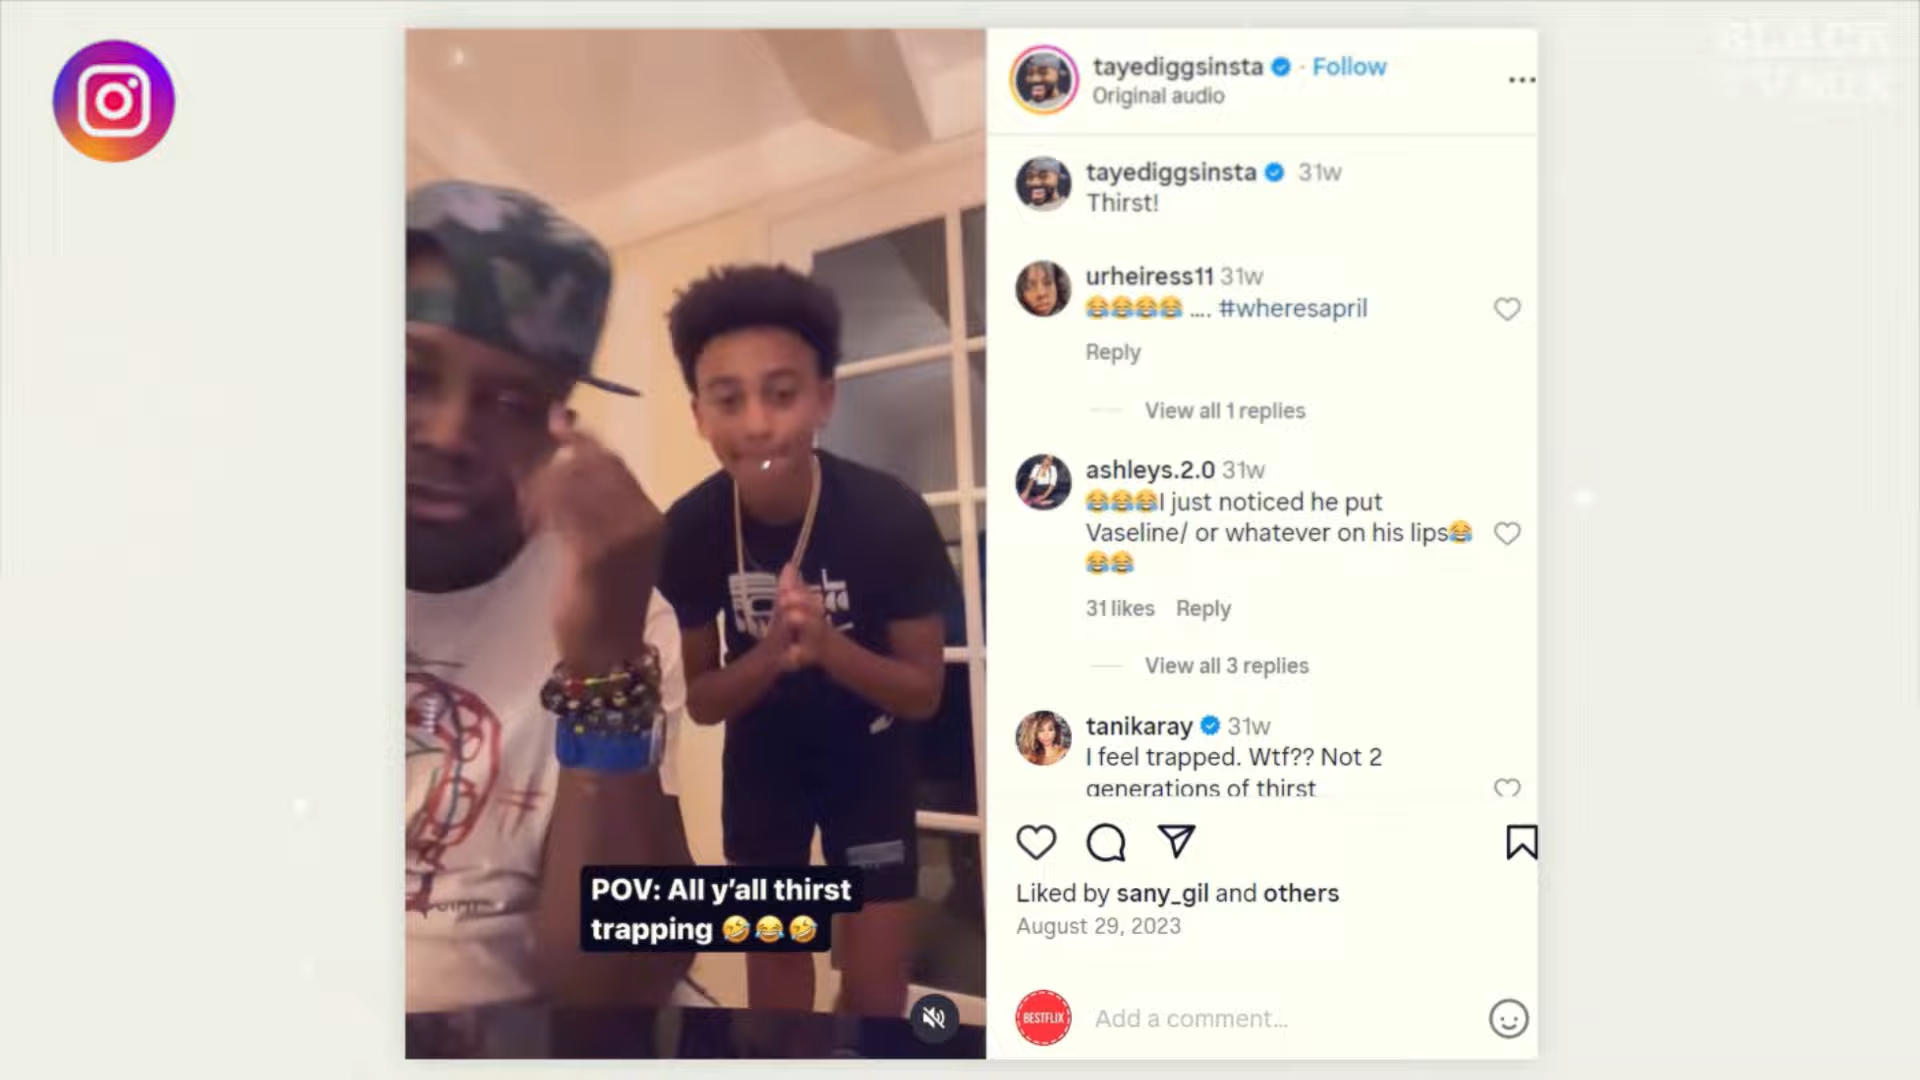 BLACK
MIX
tayediggsinsta · Follow
Original audio
tayediggsinsta 31w
Thirst!
urheiress11 31w
😂😂😂😂 .... #wheresapril
Reply
View all 1 replies
ashleys.2.0 31w
😂😂😂I just noticed he put
Vaseline/ or whatever on his lips😂
😂😂
31 likes Reply
View all 3 replies
tanikaray 31w
I feel trapped. Wtf?? Not 2
generations of thirst
POV: All y'all thirst
trapping 🤣😂🤣
Liked by sany_gil and others
August 29, 2023
BESTFLIX
Add a comment...